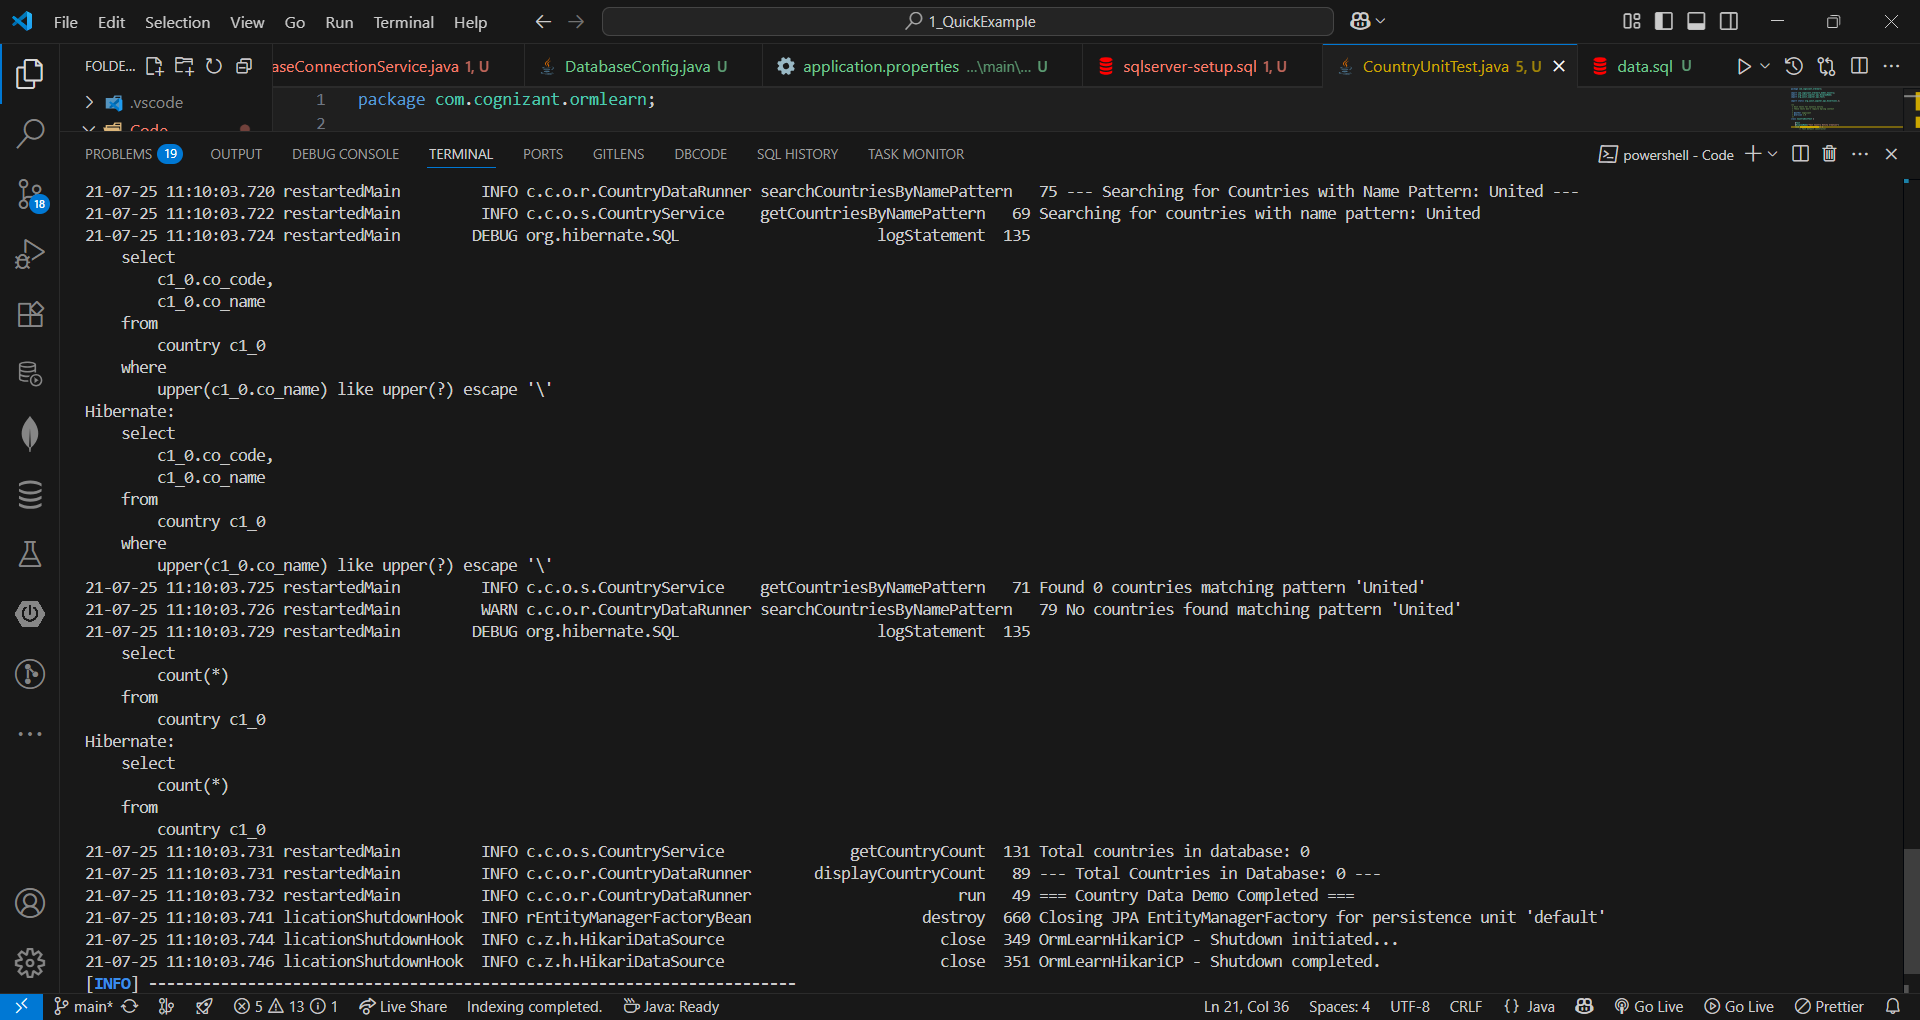 File Edit Selection View Go Run Terminal Help 1_QuickExample
FOLDE... aseConnectionService.java 1, U DatabaseConfig.java U application.properties ...\main\... U sqlserver-setup.sql 1, U CountryUnitTest.java 5, U data.sql U
.vscode
Code
1 package com.cognizant.ormlearn;
2
PROBLEMS 19 OUTPUT DEBUG CONSOLE TERMINAL PORTS GITLENS DBCODE SQL HISTORY TASK MONITOR powershell - Code
18
21-07-25 11:10:03.720 restartedMain INFO c.c.o.r.CountryDataRunner searchCountriesByNamePattern 75 --- Searching for Countries with Name Pattern: United ---
21-07-25 11:10:03.722 restartedMain INFO c.c.o.s.CountryService getCountriesByNamePattern 69 Searching for countries with name pattern: United
21-07-25 11:10:03.724 restartedMain DEBUG org.hibernate.SQL logStatement 135
select
c1_0.co_code,
c1_0.co_name
from
country c1_0
where
upper(c1_0.co_name) like upper(?) escape '\'
Hibernate:
select
c1_0.co_code,
c1_0.co_name
from
country c1_0
where
upper(c1_0.co_name) like upper(?) escape '\'
21-07-25 11:10:03.725 restartedMain INFO c.c.o.s.CountryService getCountriesByNamePattern 71 Found 0 countries matching pattern 'United'
21-07-25 11:10:03.726 restartedMain WARN c.c.o.r.CountryDataRunner searchCountriesByNamePattern 79 No countries found matching pattern 'United'
21-07-25 11:10:03.729 restartedMain DEBUG org.hibernate.SQL logStatement 135
select
count(*)
from
country c1_0
Hibernate:
select
count(*)
from
country c1_0
21-07-25 11:10:03.731 restartedMain INFO c.c.o.s.CountryService getCountryCount 131 Total countries in database: 0
21-07-25 11:10:03.731 restartedMain INFO c.c.o.r.CountryDataRunner displayCountryCount 89 --- Total Countries in Database: 0 ---
21-07-25 11:10:03.732 restartedMain INFO c.c.o.r.CountryDataRunner run 49 === Country Data Demo Completed ===
21-07-25 11:10:03.741 licationShutdownHook INFO rEntityManagerFactoryBean destroy 660 Closing JPA EntityManagerFactory for persistence unit 'default'
21-07-25 11:10:03.744 licationShutdownHook INFO c.z.h.HikariDataSource close 349 OrmLearnHikariCP - Shutdown initiated...
21-07-25 11:10:03.746 licationShutdownHook INFO c.z.h.HikariDataSource close 351 OrmLearnHikariCP - Shutdown completed.
[INFO] ------------------------------------------------------------------------
main* 5 13 1 Live Share Indexing completed. Java: Ready Ln 21, Col 36 Spaces: 4 UTF-8 CRLF {} Java Go Live Go Live Prettier